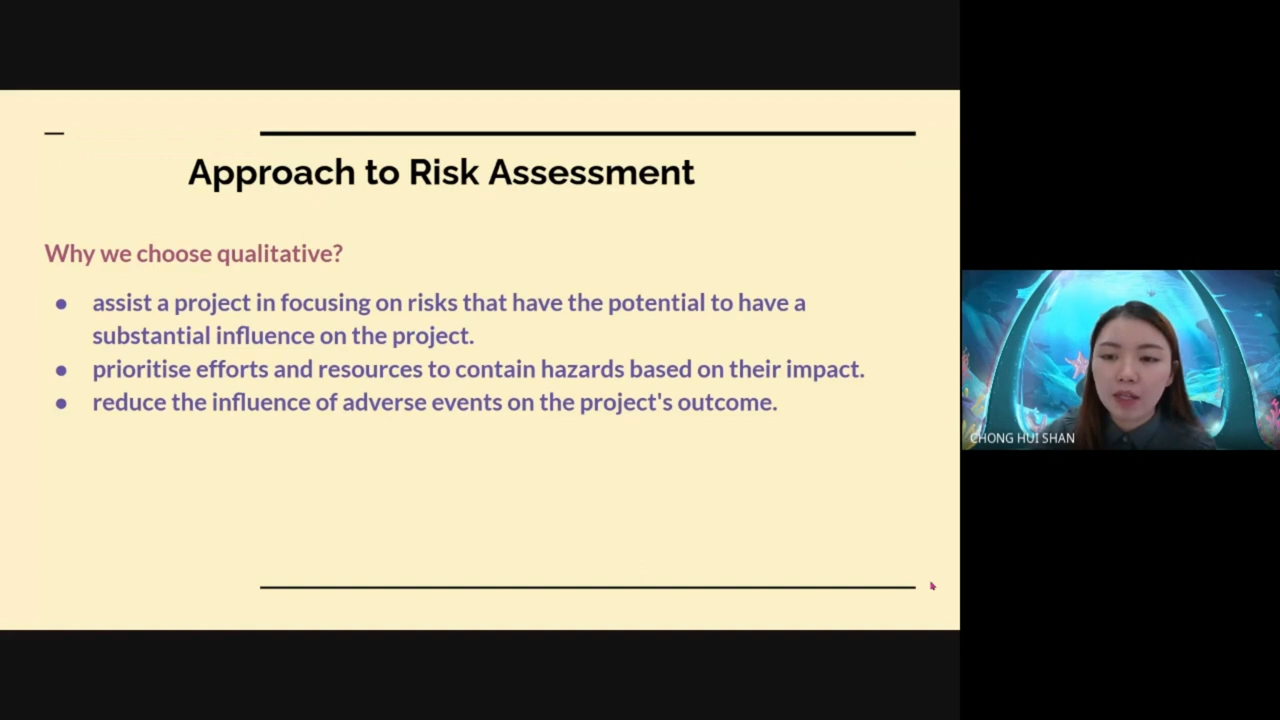 Approach to Risk Assessment
Why we choose qualitative?
● assist a project in focusing on risks that have the potential to have a
substantial influence on the project.
● prioritise efforts and resources to contain hazards based on their impact.
● reduce the influence of adverse events on the project's outcome.
CHONG HUI SHAN